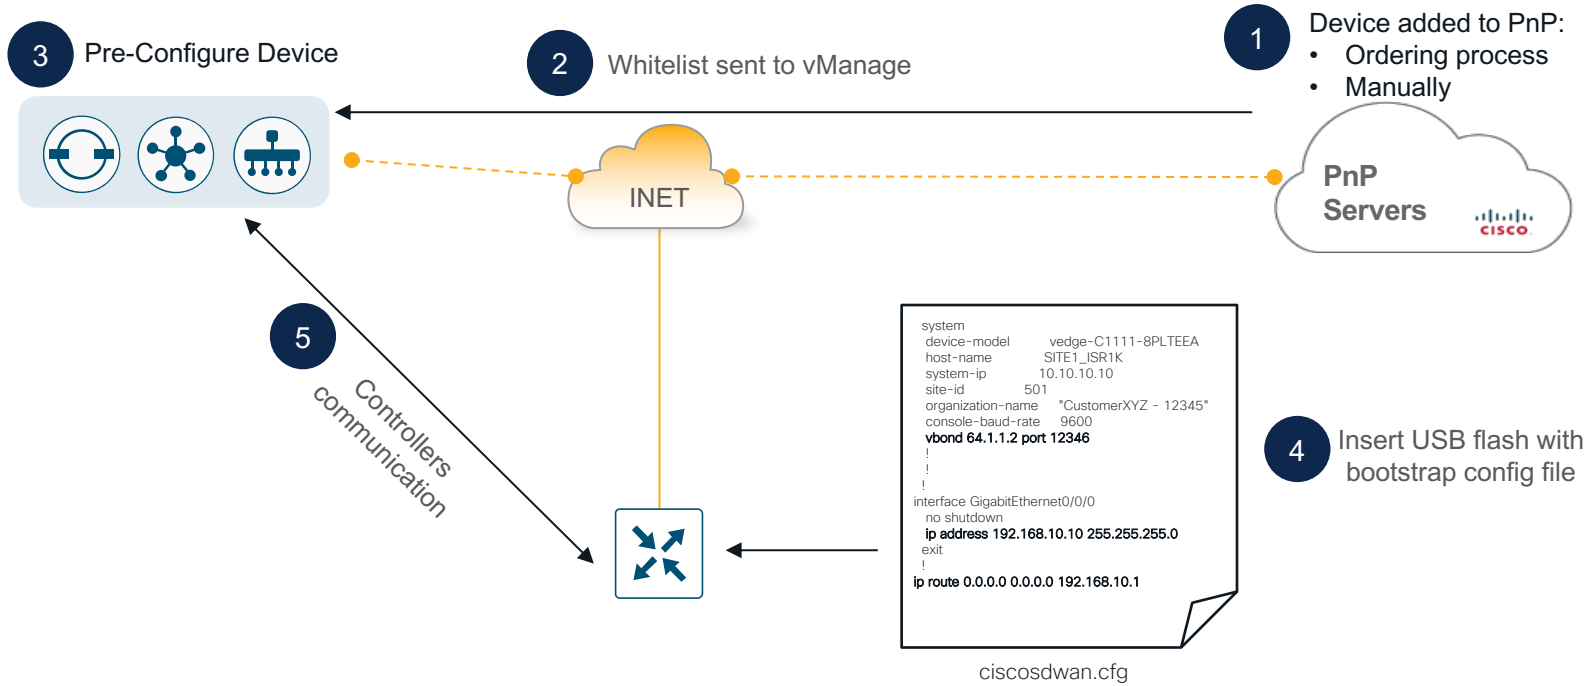 3
Pre-Configure Device
2
Whitelist sent to vManage
1
Device added to PnP:
• Ordering process
• Manually
INET
PnP
Servers
CISCO
5
Controllers
communication
system
device-model vedge-C1111-8PLTEEA
host-name SITE1_ISR1K
system-ip 10.10.10.10
site-id 501
organization-name "CustomerXYZ - 12345"
console-baud-rate 9600
vbond 64.1.1.2 port 12346
!
!
!
interface GigabitEthernet0/0/0
no shutdown
ip address 192.168.10.10 255.255.255.0
exit
!
ip route 0.0.0.0 0.0.0.0 192.168.10.1
ciscosdwan.cfg
4
Insert USB flash with
bootstrap config file